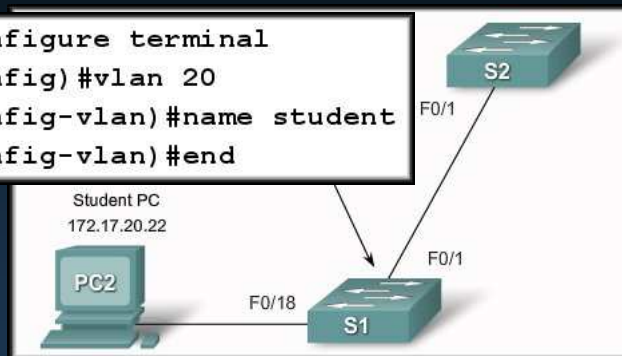 nfigure terminal
nfig)#vlan 20
nfig-vlan)#name student
nfig-vlan)#end
S2
F0/1
Student PC
172.17.20.22
F0/1
PC2
F0/18
S1